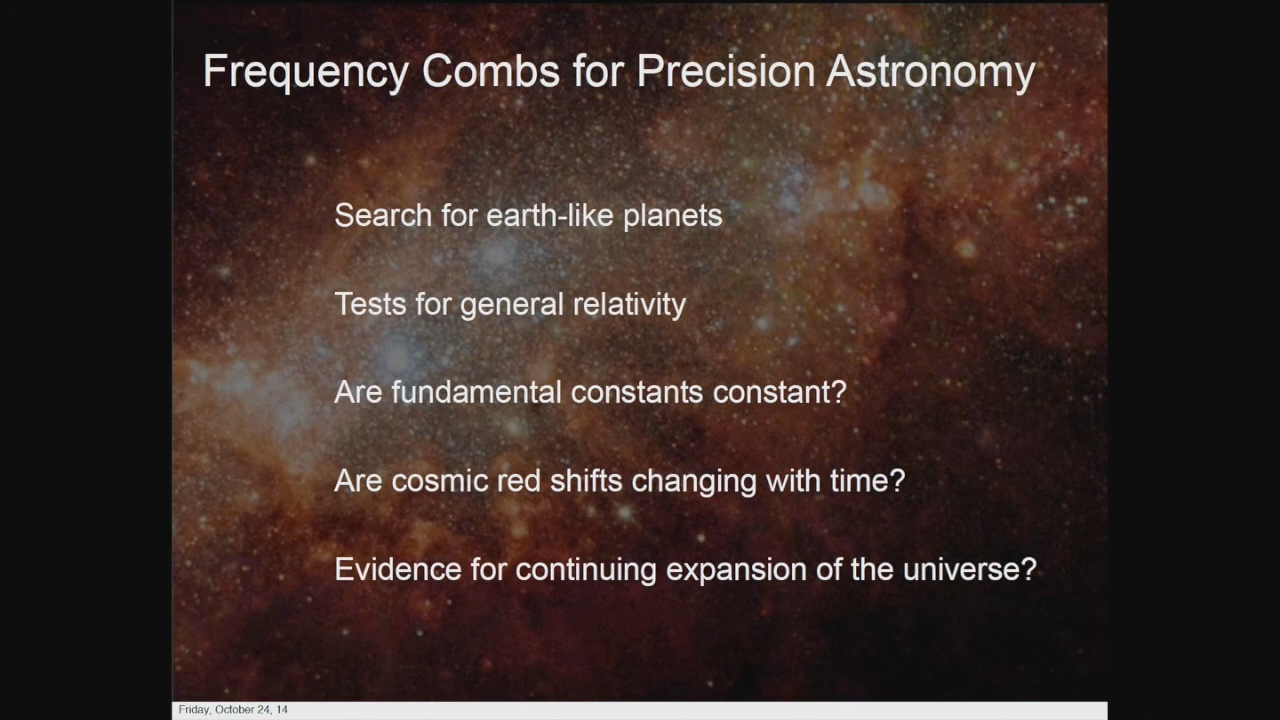 Frequency Combs for Precision Astronomy
Search for earth-like planets
Tests for general relativity
Are fundamental constants constant?
Are cosmic red shifts changing with time?
Evidence for continuing expansion of the universe?
Friday, October 24, 14